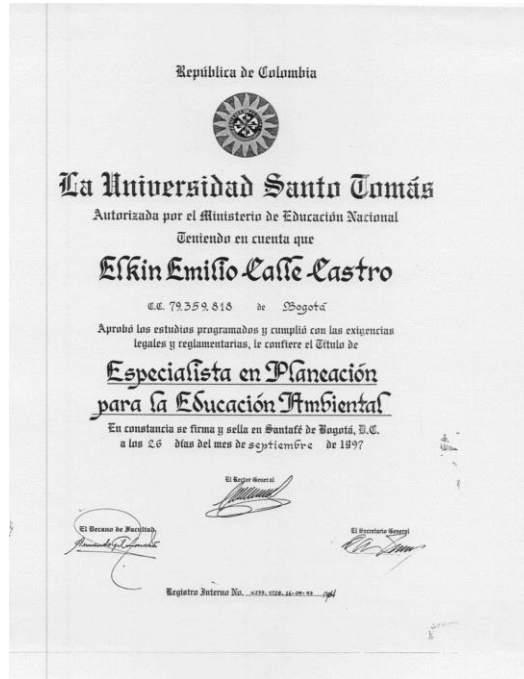 República de Colombia
La Universidad Santo Tomás
Autorizada por el Ministerio de Educación Nacional
Teniendo en cuenta que
Elkin Emilio Calle Castro
C.C. 79.359.818 de Bogotá
Aprobó los estudios programados y cumplió con las exigencias
legales y reglamentarias, le confiere el Título de
Especialista en Planeación
para la Educación Ambiental
En constancia se firma y sella en Santafé de Bogotá, D.C.
a los 26 días del mes de septiembre de 1997
El Rector General
El Decano de Facultad
El Secretario General
Registro Interno No.